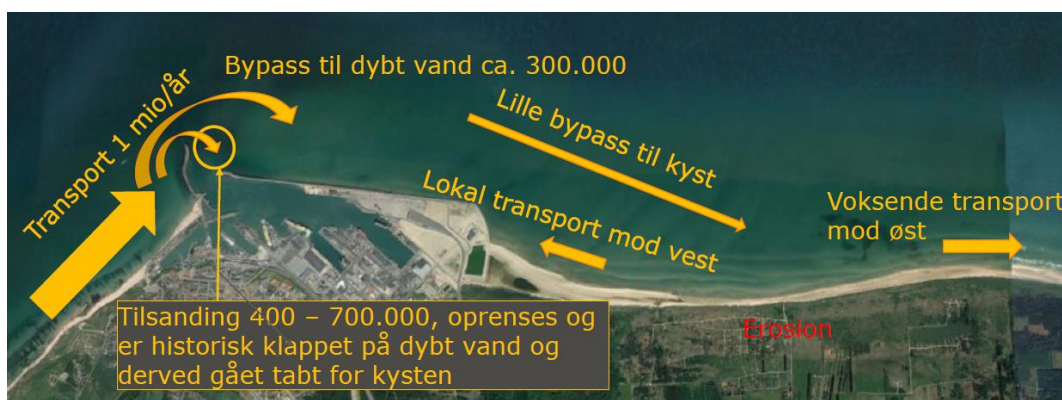 Bypass til dybt vand ca. 300.000
Transport 1 mio/år
Lille bypass til kyst
Lokal transport mod vest
Voksende transport
mod øst
Tilsanding 400 – 700.000, oprenses og
er historisk klappet på dybt vand og
derved gået tabt for kysten
Erosion